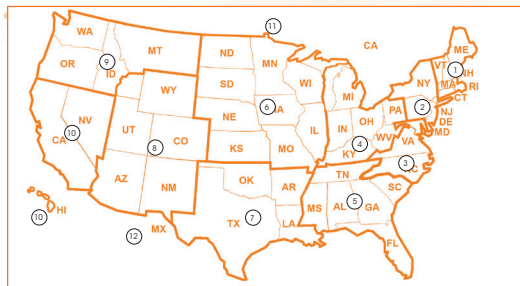 11
WA
ME
ND
CA
MT
VT
MN
9
OR
1
NH
ID
NY
MA
RI
SD
WI
MI
WY
CT
6
2
PA
NJ
NE
OH
DE
IL
IN
MD
NV
10
UT
WV
CA
4
VA
CO
8
KS
MO
KY
3
TN
OK
AZ
AR
SC
NM
5
MS
AL
GA
10
HI
7
TX
LA
MX
12
FL